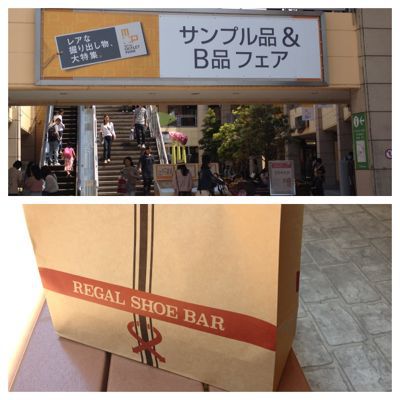 レアな
掘り出し物、
大特集。
サンプル品&
B品フェア
REGAL SHOE BAR